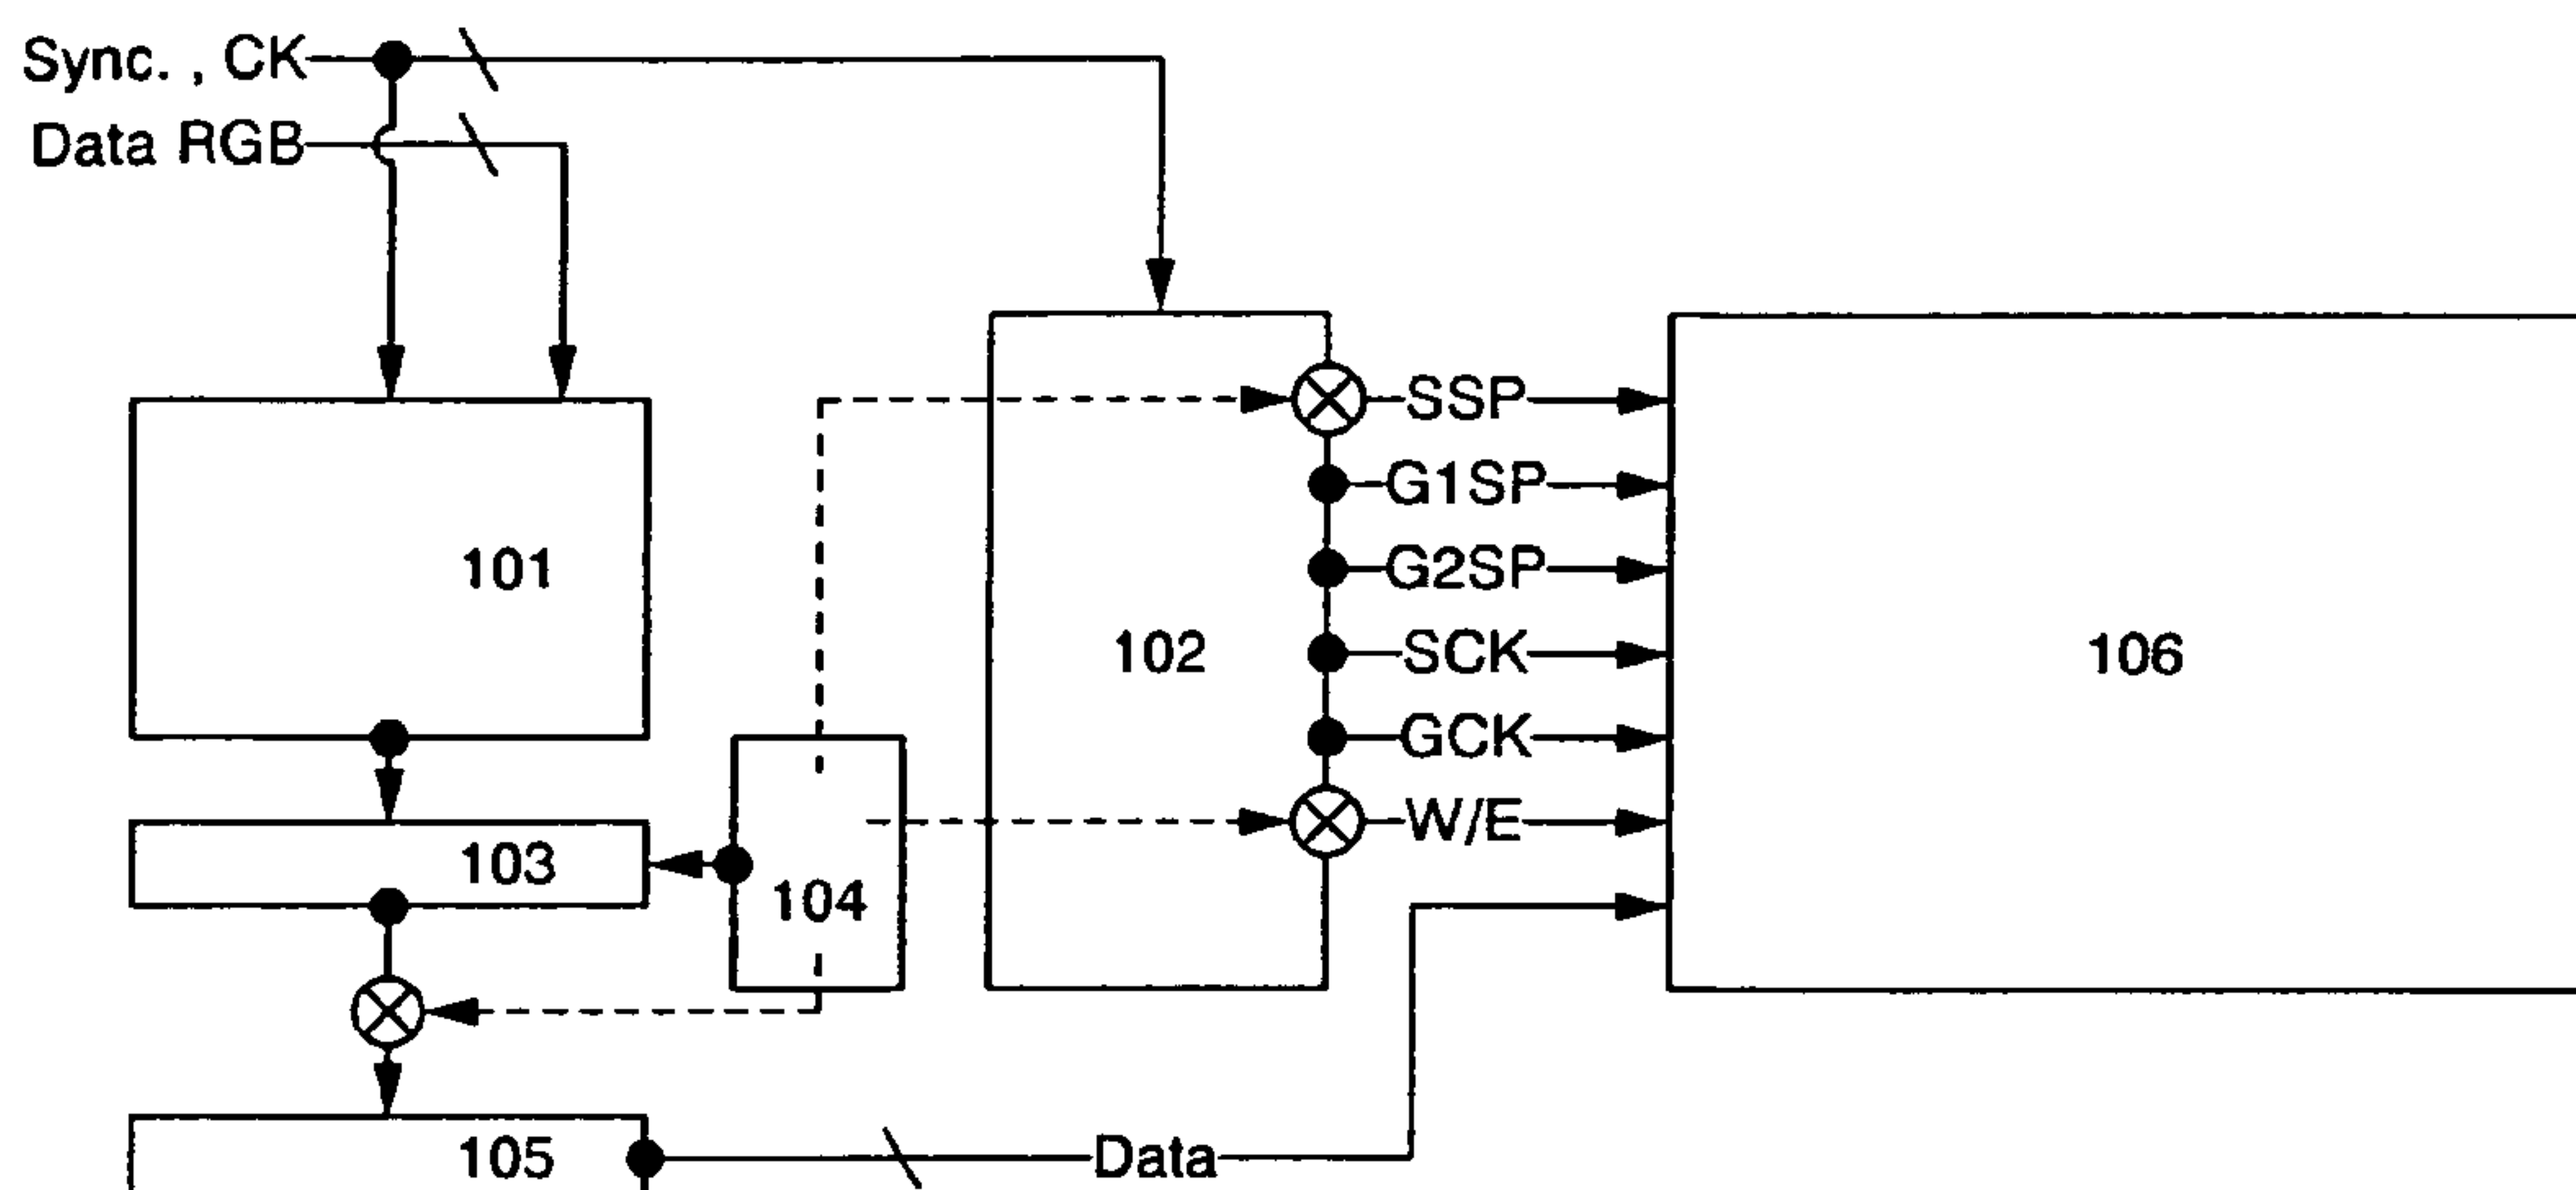 Sync. , CK
Data RGB
SSP
G1SP
G2SP
101
102
SCK
106
GCK
W/E
103
104
105
Data